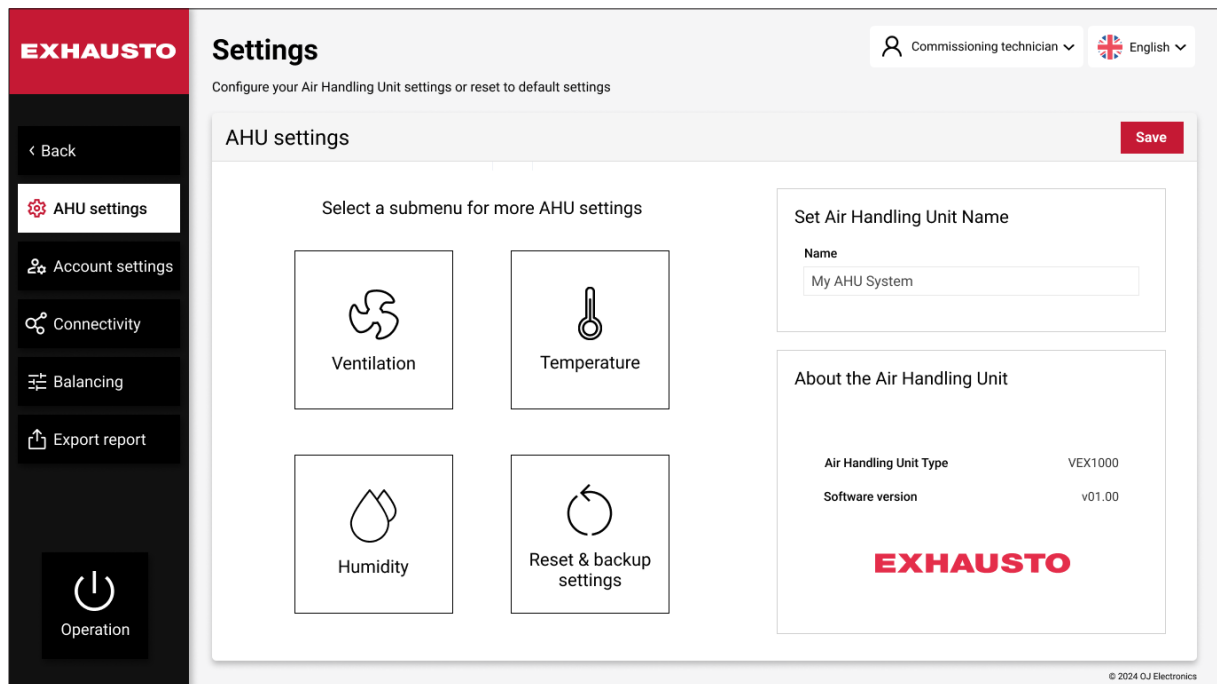 EXHAUSTO
Settings
Commissioning technician
English
Configure your Air Handling Unit settings or reset to default settings
< Back
AHU settings
Account settings
Connectivity
Balancing
Export report
Operation
AHU settings
Save
Select a submenu for more AHU settings
Ventilation
Temperature
Humidity
Reset & backup
settings
Set Air Handling Unit Name
Name
My AHU System
About the Air Handling Unit
Air Handling Unit Type VEX1000
Software version v01.00
EXHAUSTO
© 2024 OJ Electronics